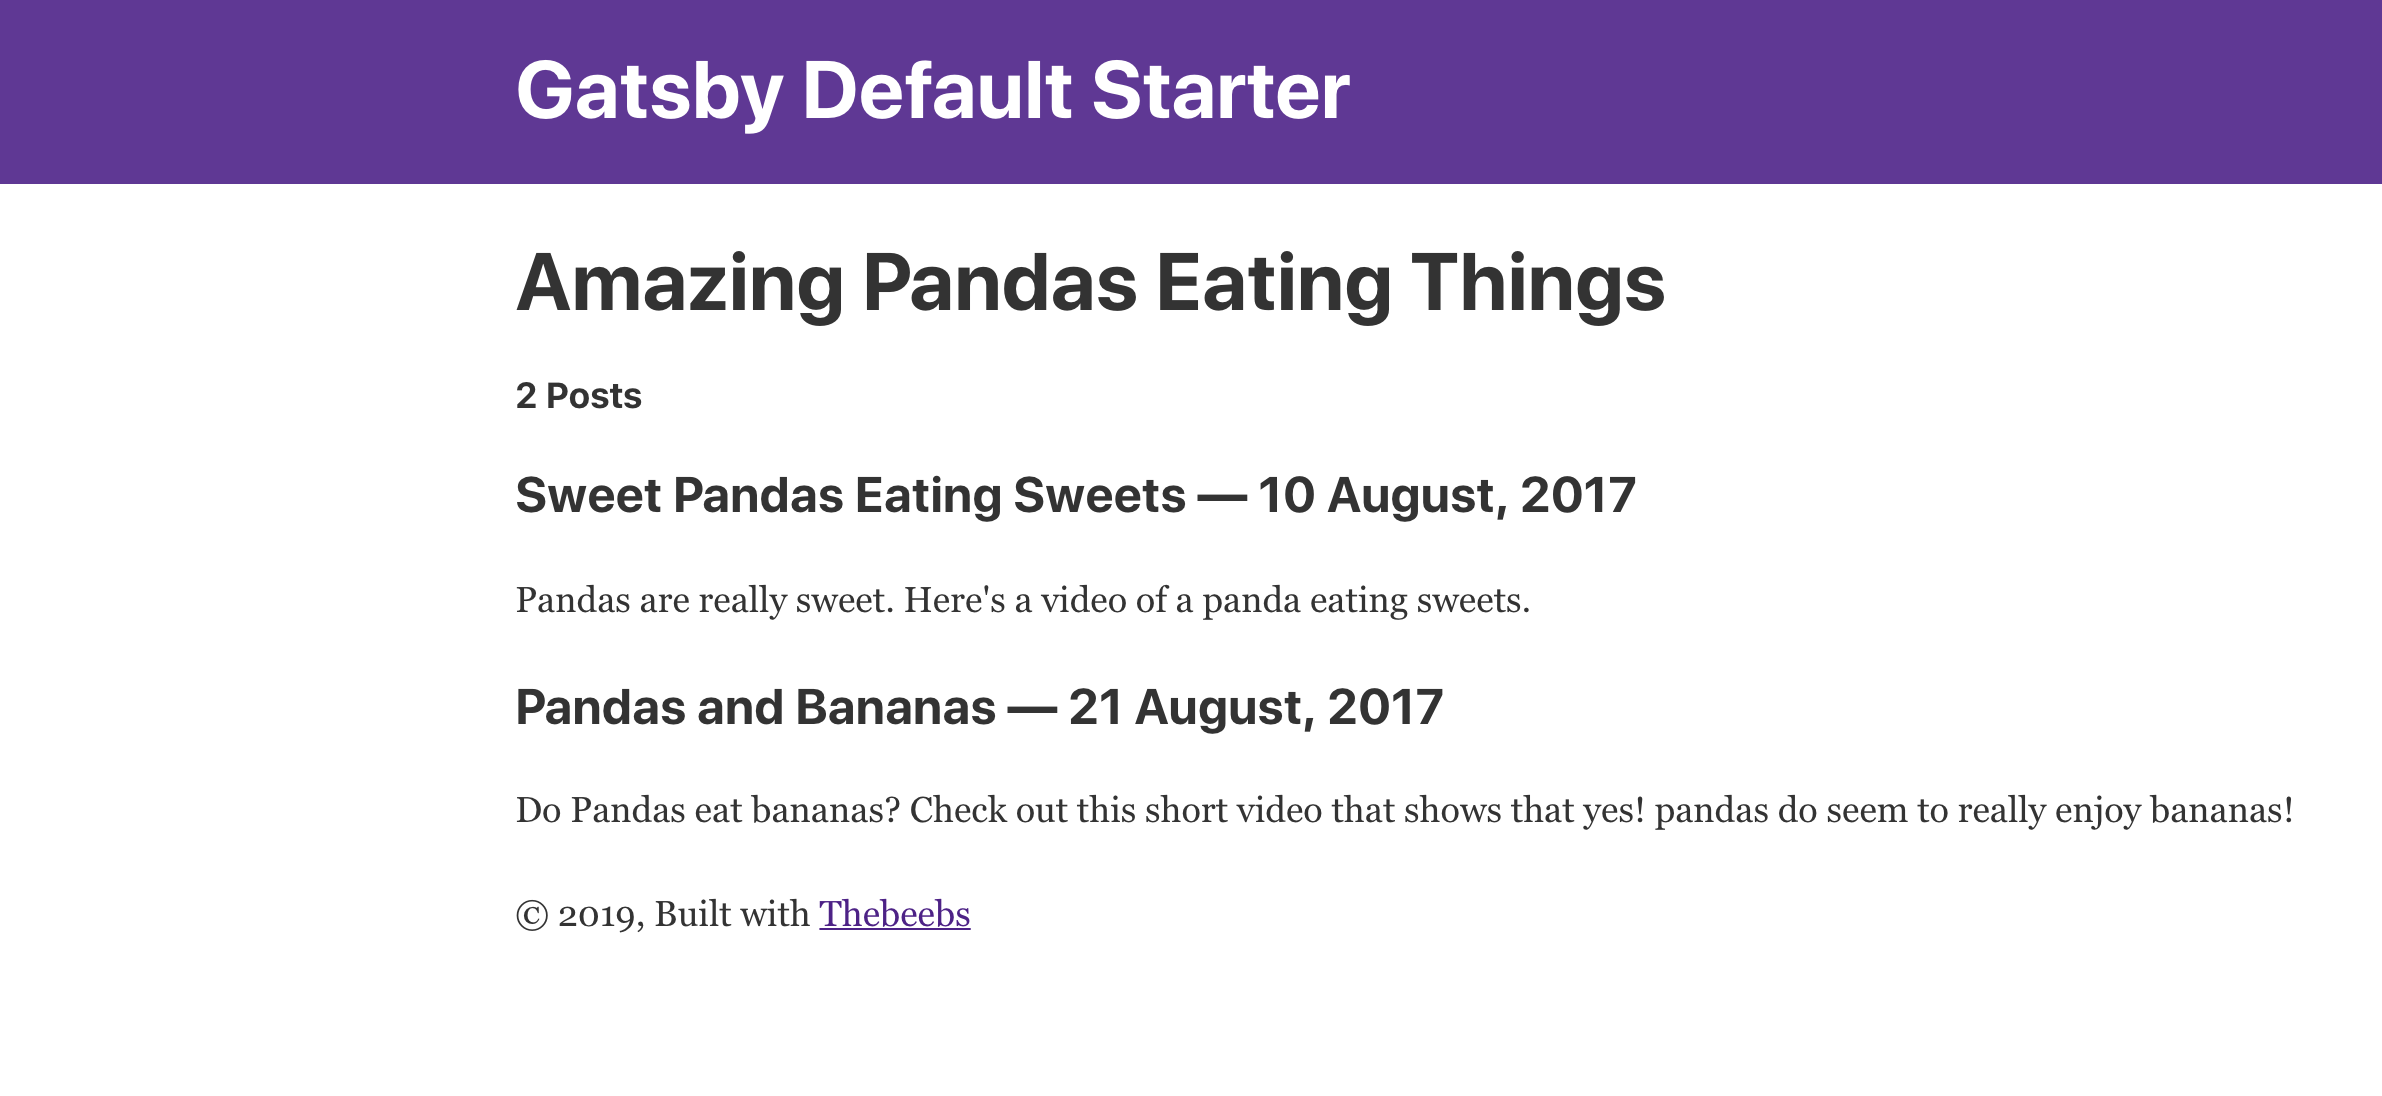 Gatsby Default Starter
Amazing Pandas Eating Things
2 Posts
Sweet Pandas Eating Sweets — 10 August, 2017
Pandas are really sweet. Here's a video of a panda eating sweets.
Pandas and Bananas — 21 August, 2017
Do Pandas eat bananas? Check out this short video that shows that yes! pandas do seem to really enjoy bananas!
© 2019, Built with Thebeebs